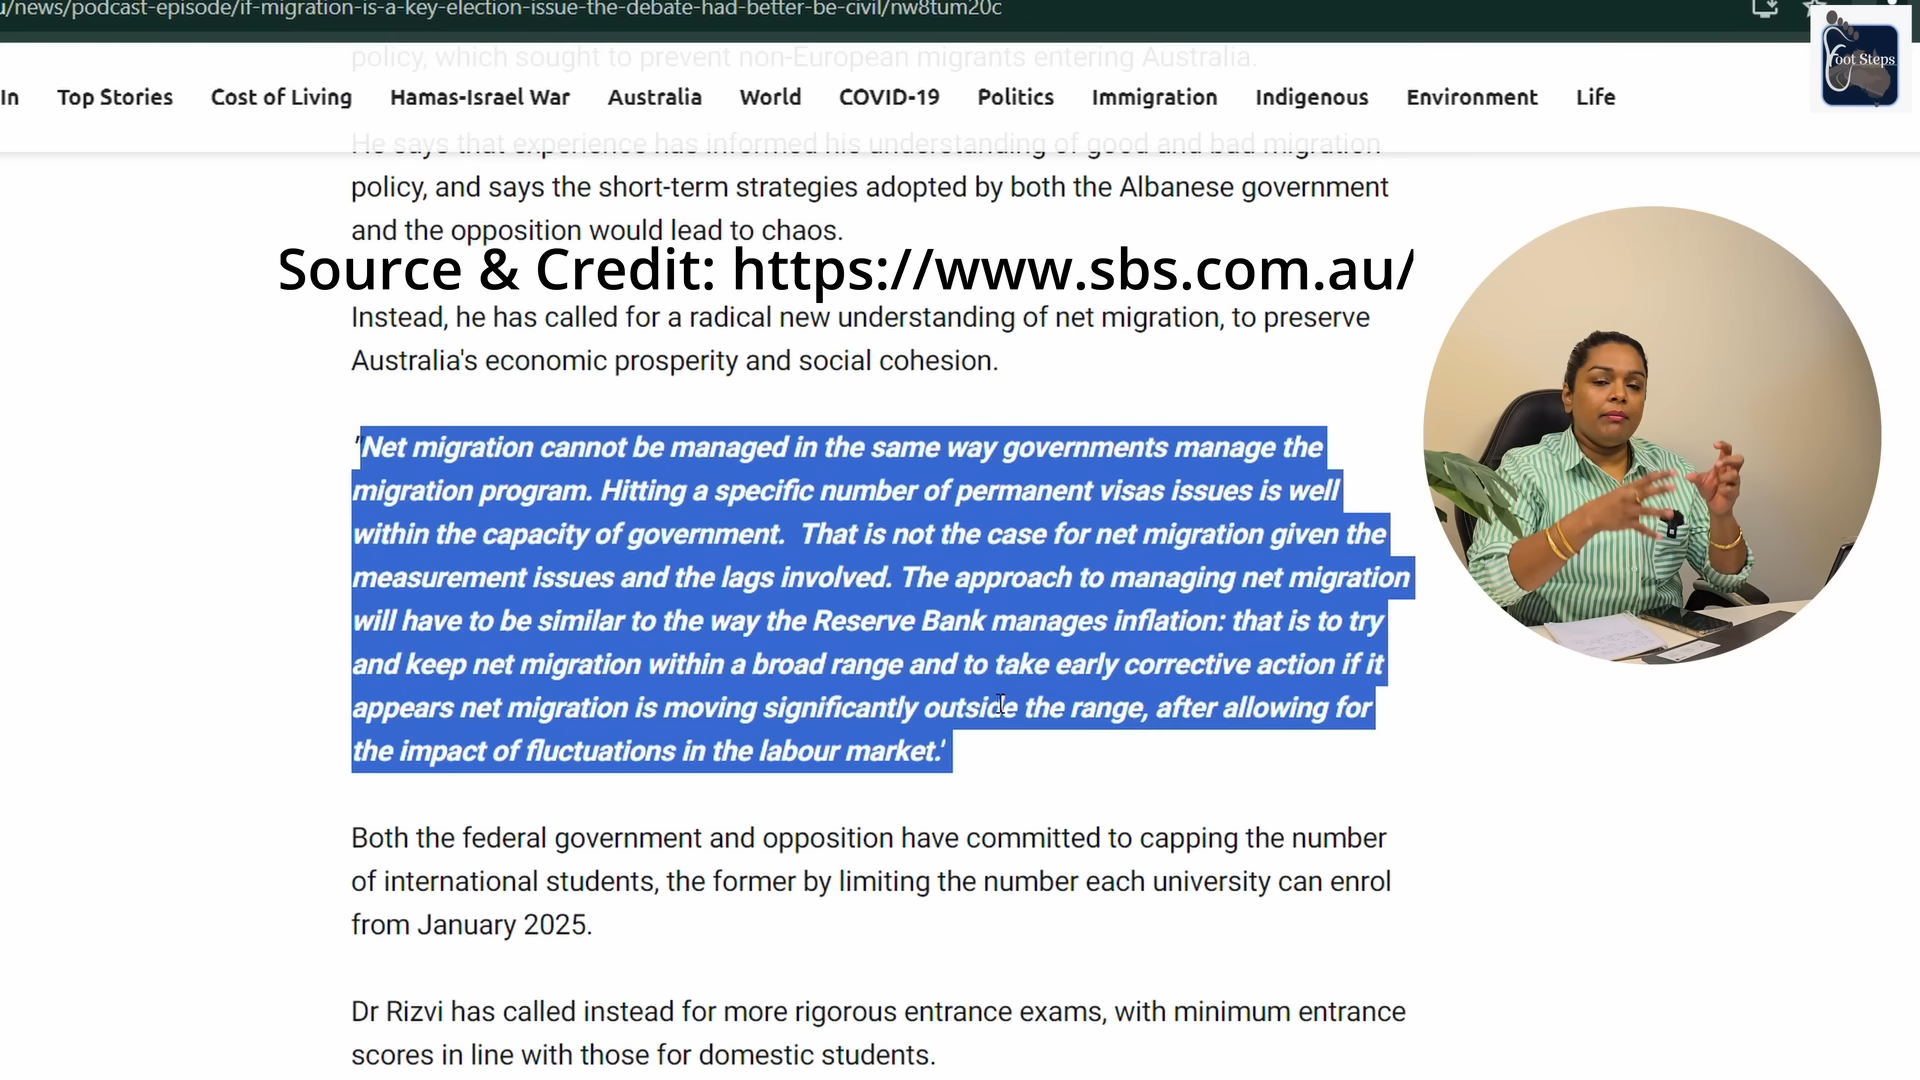 u/news/podcast-episode/if-migration-is-a-key-election-issue-the-debate-had-better-be-civil/nw8tum20c
policy, which sought to prevent non-European migrants entering Australia.
In Top Stories Cost of Living Hamas-Israel War Australia World COVID-19 Politics Immigration Indigenous Environment Life
Foot Steps
He says that experience has informed his understanding of good and bad migration
policy, and says the short-term strategies adopted by both the Albanese government
and the opposition would lead to chaos.
Source & Credit: https://www.sbs.com.au/
Instead, he has called for a radical new understanding of net migration, to preserve
Australia's economic prosperity and social cohesion.
'Net migration cannot be managed in the same way governments manage the
migration program. Hitting a specific number of permanent visas issues is well
within the capacity of government.  That is not the case for net migration given the
measurement issues and the lags involved. The approach to managing net migration
will have to be similar to the way the Reserve Bank manages inflation: that is to try
and keep net migration within a broad range and to take early corrective action if it
appears net migration is moving significantly outside the range, after allowing for
the impact of fluctuations in the labour market.'
Both the federal government and opposition have committed to capping the number
of international students, the former by limiting the number each university can enrol
from January 2025.
Dr Rizvi has called instead for more rigorous entrance exams, with minimum entrance
scores in line with those for domestic students.